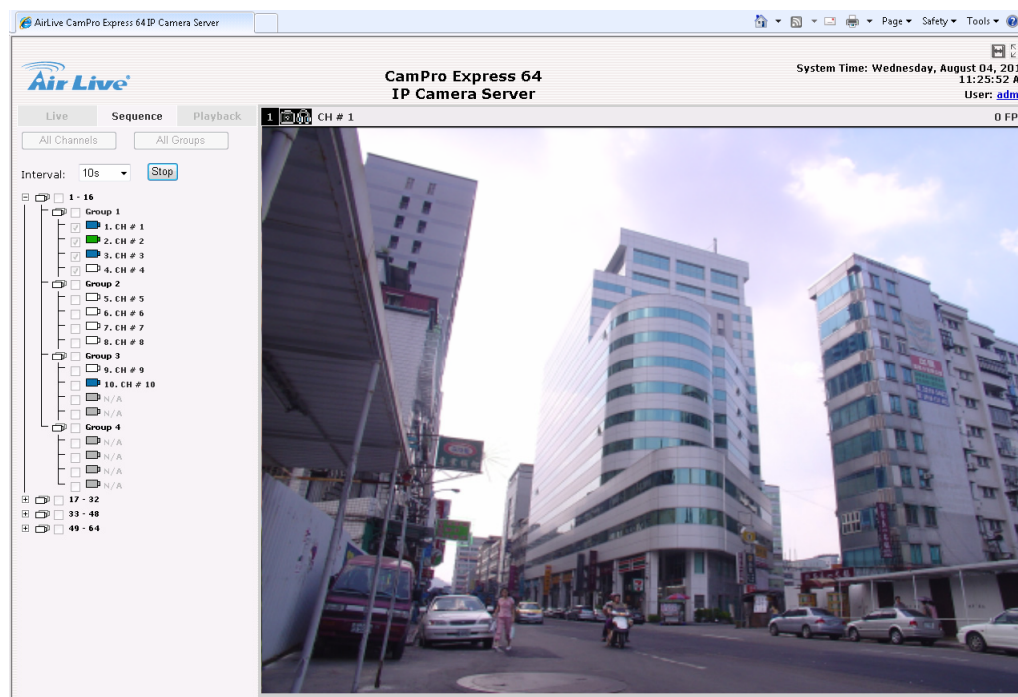 AirLive CamPro Express 64 IP Camera Server
Page
Safety
Tools
Air Live
CamPro Express 64
IP Camera Server
System Time: Wednesday, August 04, 201
11:25:52 A
User: adm
Live
Sequence
Playback
1
CH # 1
0 FP
All Channels
All Groups
Interval:
10s
Stop
1 - 16
Group 1
1. CH # 1
2. CH # 2
3. CH # 3
4. CH # 4
Group 2
5. CH # 5
6. CH # 6
7. CH # 7
8. CH # 8
Group 3
9. CH # 9
10. CH # 10
N/A
N/A
Group 4
N/A
N/A
N/A
N/A
17 - 32
33 - 48
49 - 64
7